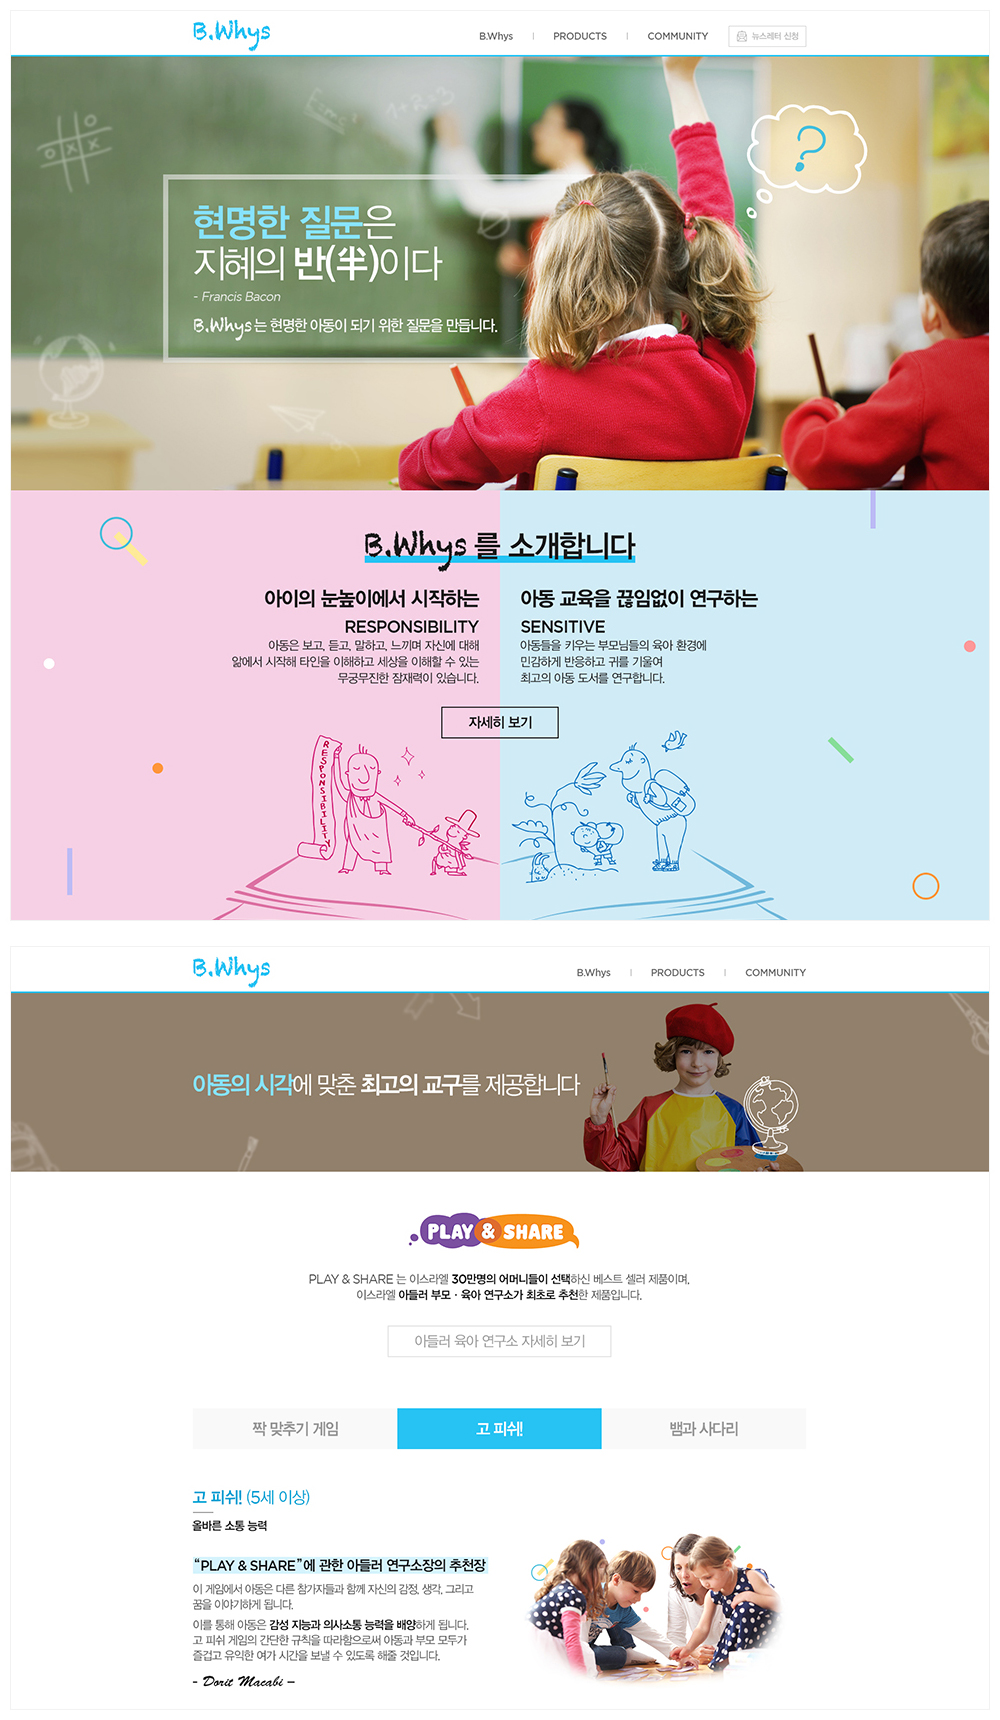 B.Whys
B.Whys
PRODUCTS
COMMUNITY
뉴스레터 신청
현명한 질문은
지혜의 반(半)이다
- Francis Bacon
B.Whys는 현명한 아동이 되기 위한 질문을 만듭니다.
?
B.Whys를 소개합니다
아이의 눈높이에서 시작하는
RESPONSIBILITY
아동은 보고, 듣고, 말하고, 느끼며 자신에 대해
앎에서 시작해 타인을 이해하고 세상을 이해할 수 있는
무궁무진한 잠재력이 있습니다.
아동 교육을 끊임없이 연구하는
SENSITIVE
아동들을 키우는 부모님들의 육아 환경에
민감하게 반응하고 귀를 기울여
최고의 아동 도서를 연구합니다.
자세히 보기
RESPONSIBILITY
B.Whys
B.Whys
PRODUCTS
COMMUNITY
아동의 시각에 맞춘 최고의 교구를 제공합니다
PLAY & SHARE
PLAY & SHARE 는 이스라엘 30만명의 어머니들이 선택하신 베스트 셀러 제품이며,
이스라엘 아들러 부모 · 육아 연구소가 최초로 추천한 제품입니다.
아들러 육아 연구소 자세히 보기
짝 맞추기 게임
고 피쉬!
뱀과 사다리
고 피쉬! (5세 이상)
올바른 소통 능력
“PLAY & SHARE”에 관한 아들러 연구소장의 추천장
이 게임에서 아동은 다른 참가자들과 함께 자신의 감정, 생각, 그리고
꿈을 이야기하게 됩니다.
이를 통해 아동은 감성 지능과 의사소통 능력을 배양하게 됩니다.
고 피쉬 게임의 간단한 규칙을 따라함으로써 아동과 부모 모두가
즐겁고 유익한 여가 시간을 보낼 수 있도록 해줄 것입니다.
- Dorit Macabi –